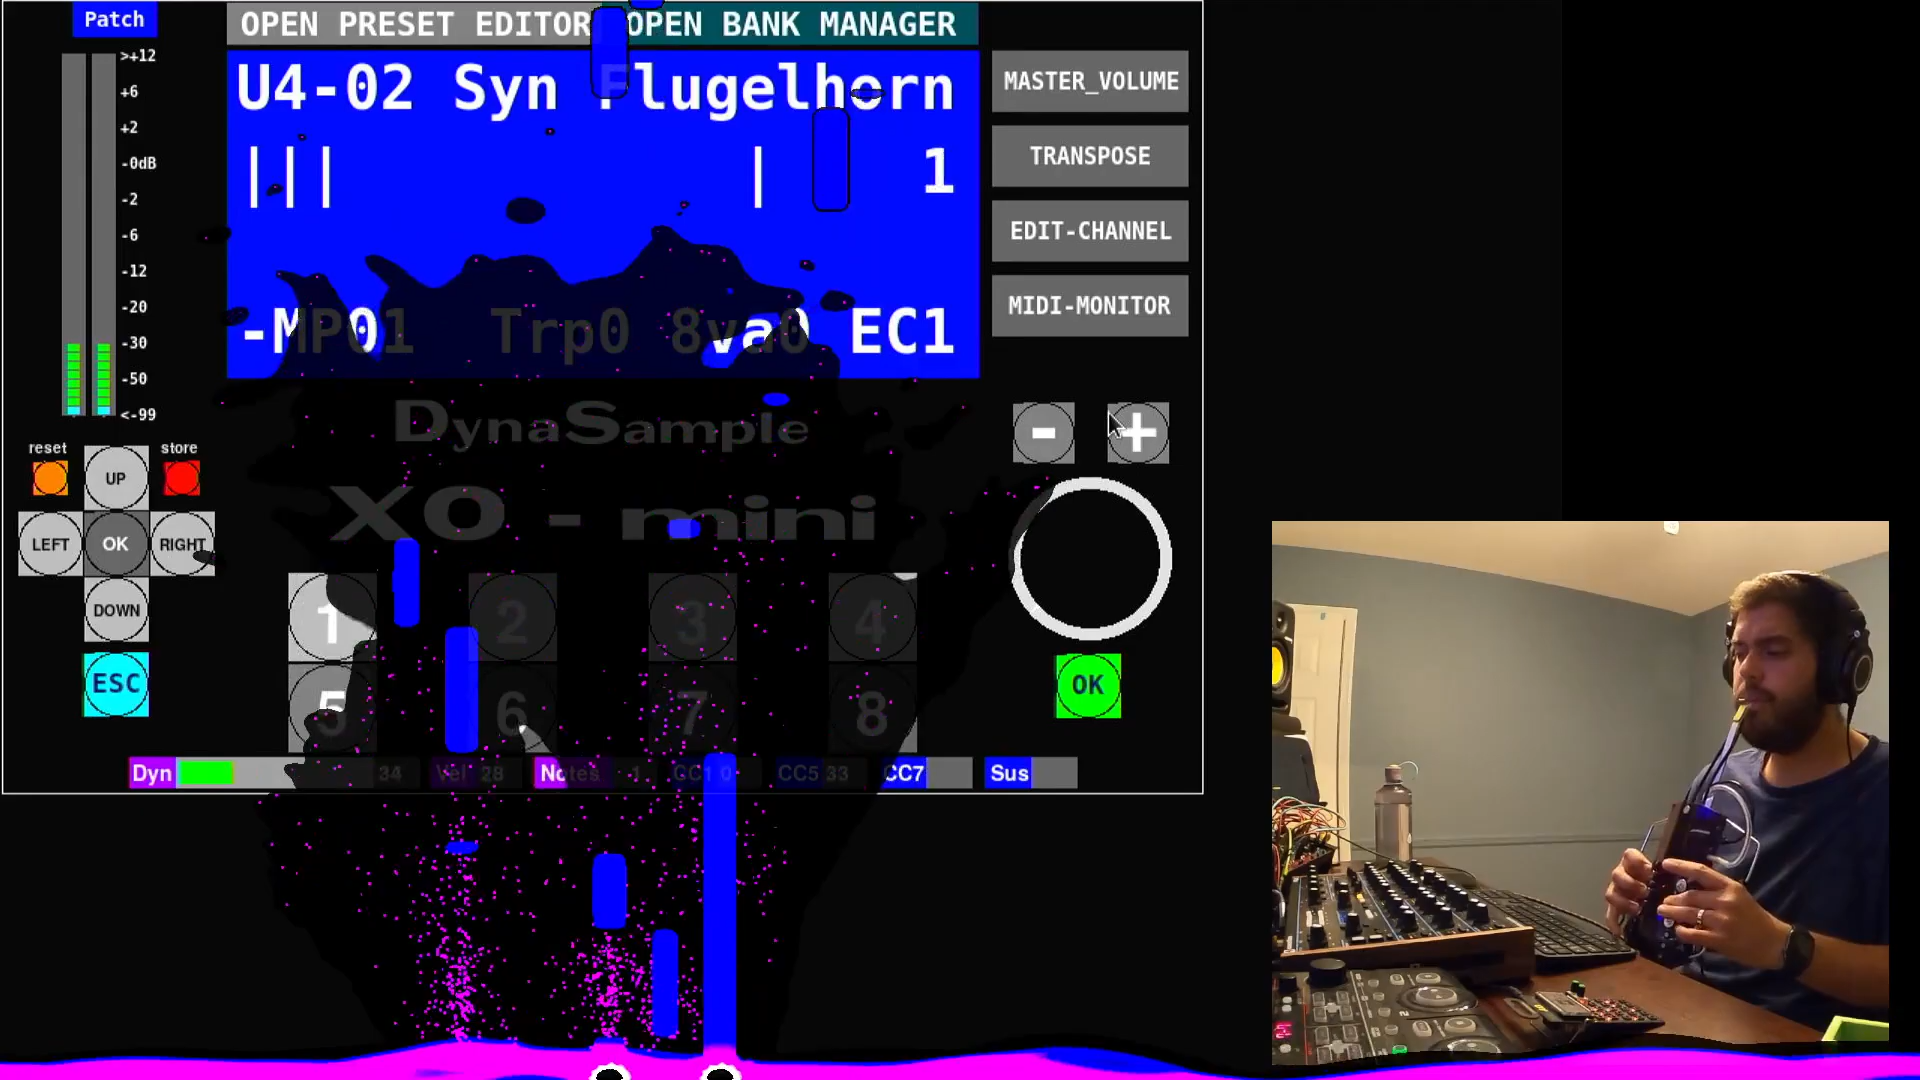 Patch
OPEN PRESET EDITOR OPEN BANK MANAGER
>+12
+6
+2
-0dB
-2
-6
-12
-20
-30
-50
<-99
U4-02 Syn Flugelhorn
||| | 1
-MP01 Trp0 8va0 EC1
MASTER_VOLUME
TRANSPOSE
EDIT-CHANNEL
MIDI-MONITOR
DynaSample
XO - mini
- +
reset store
UP
LEFT OK RIGHT
DOWN
ESC
1 2 3 4
5 6 7 8
OK
Dyn 34 Vel 28 Notes 1 CC1 0 CC5 33 CC7 Sus